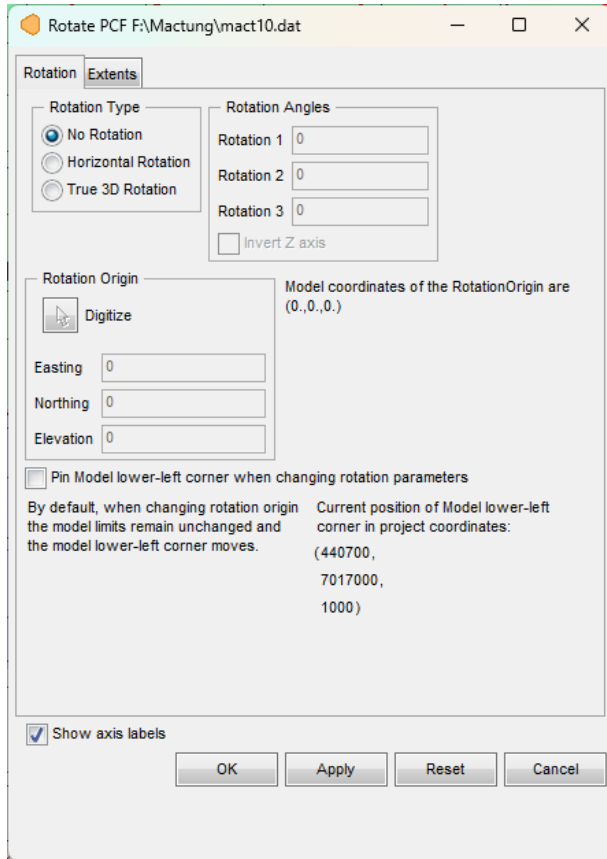 Rotate PCF F:\Mactung\mact10.dat
Rotation Extents
Rotation Type
No Rotation
Horizontal Rotation
True 3D Rotation
Rotation Angles
Rotation 1 0
Rotation 2 0
Rotation 3 0
Invert Z axis
Rotation Origin
Digitize
Easting 0
Northing 0
Elevation 0
Model coordinates of the RotationOrigin are
(0.,0.,0.)
Pin Model lower-left corner when changing rotation parameters
By default, when changing rotation origin
the model limits remain unchanged and
the model lower-left corner moves.
Current position of Model lower-left
corner in project coordinates:
(440700,
7017000,
1000)
Show axis labels
OK Apply Reset Cancel